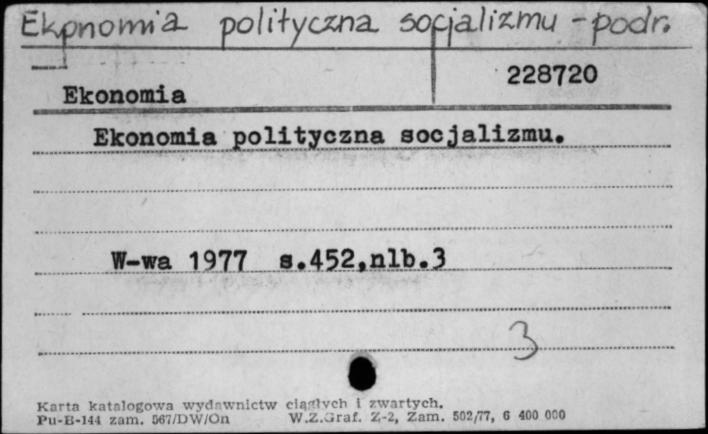 Ekonomia polityczna socjalizmu - podr.
228720
Ekonomia
Ekonomia polityczna socjalizmu.
W-wa 1977 s.452,nlb.3
3
Karta katalogowa wydawnictw ciągłych i zwartych.
Pu-B-144 zam. 567/DW/On W.Z.Graf. Z-2, Zam. 502/77, 6 400 000